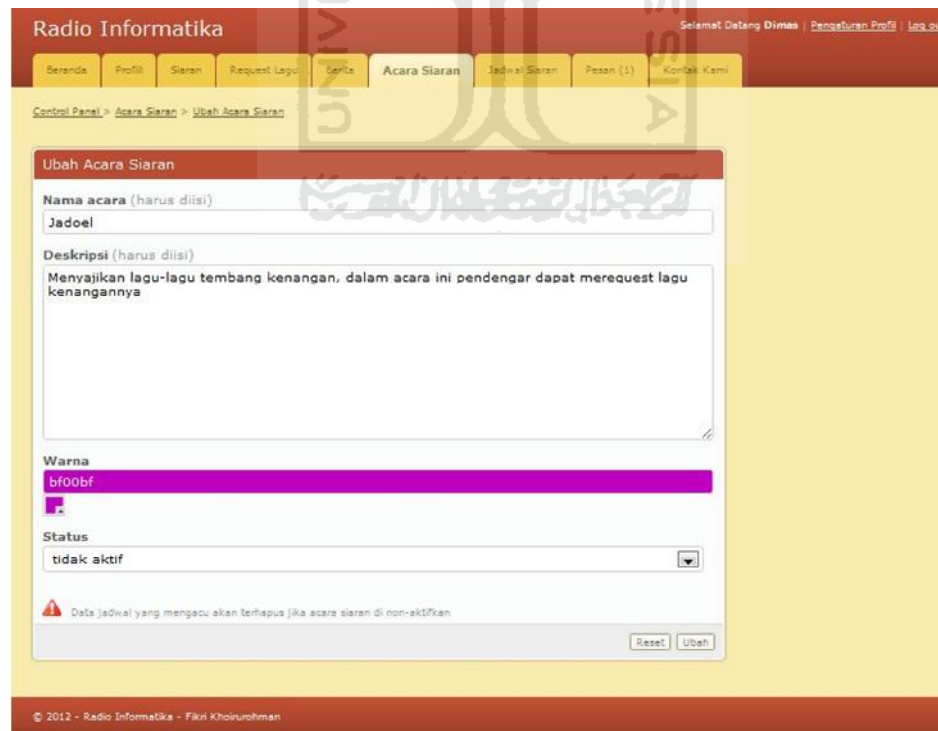 Radio Informatika
Selamat Datang Dimas | Pengaturan Profil | Log ou
Beranda Profil Siaran Request Lagu Berita Acara Siaran Jadwal Siaran Pesan (1) Kontak Kami
Control Panel > Acara Siaran > Ubah Acara Siaran
Ubah Acara Siaran
Nama acara (harus diisi)
Jadoel
Deskripsi (harus diisi)
Menyajikan lagu-lagu tembang kenangan, dalam acara ini pendengar dapat merequest lagu
kenangannya
Warna
bf00bf
Status
tidak aktif
Data jadwal yang mengacu akan terhapus jika acara siaran di non-aktifkan
Reset Ubah
© 2012 - Radio Informatika - Fikri Khoirurohman